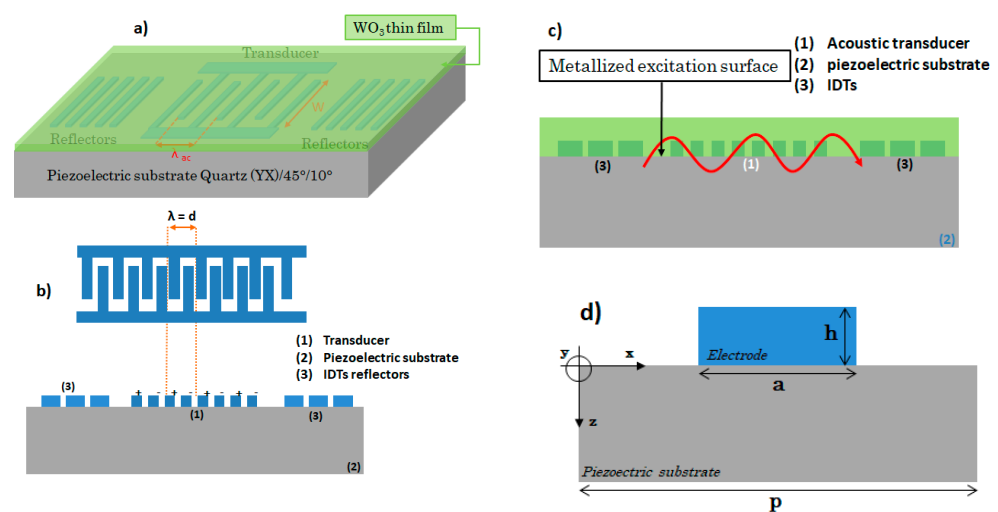 a)
WO3 thin film
Transducer
W
Reflectors
Reflectors
Λ ac
Piezoelectric substrate Quartz (YX)/45°/10°
b)
λ = d
(1) Transducer
(2) Piezoelectric substrate
(3) IDTs reflectors
(3)
+ - + - + - + -
(1)
(3)
(2)
c)
Metallized excitation surface
(1) Acoustic transducer
(2) piezoelectric substrate
(3) IDTs
(3)
(1)
(3)
(2)
d)
y
x
z
Electrode
h
a
Piezoectric substrate
p